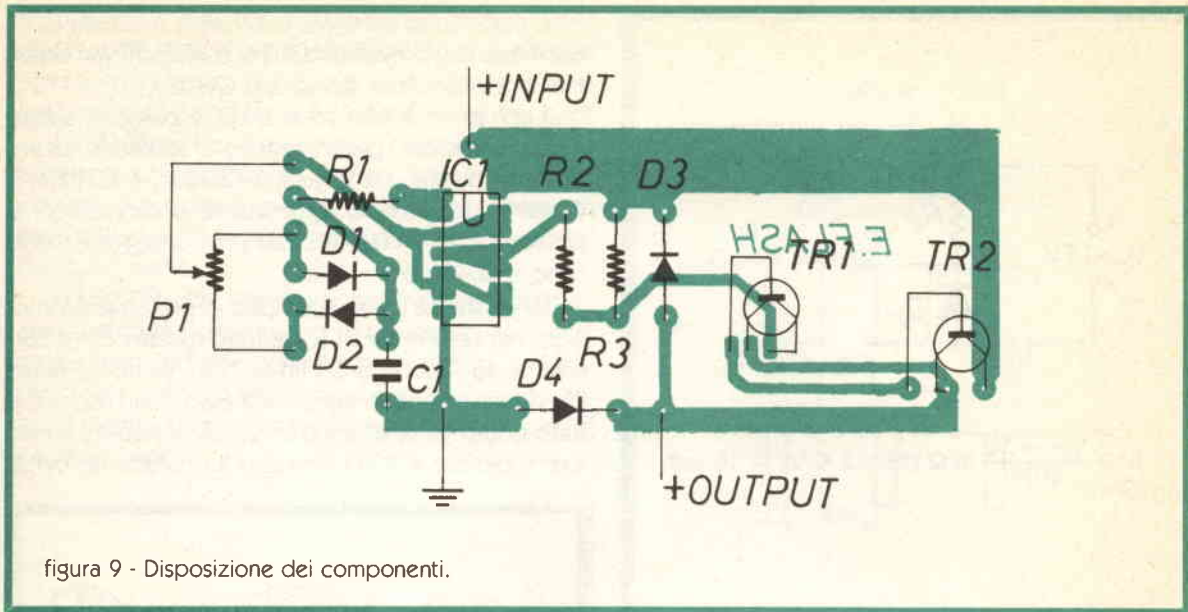 +INPUT
R1
IC1
R2
D3
D1
E.FLASH
TR1
TR2
P1
D2
R3
C1
D4
+OUTPUT
figura 9 - Disposizione dei componenti.